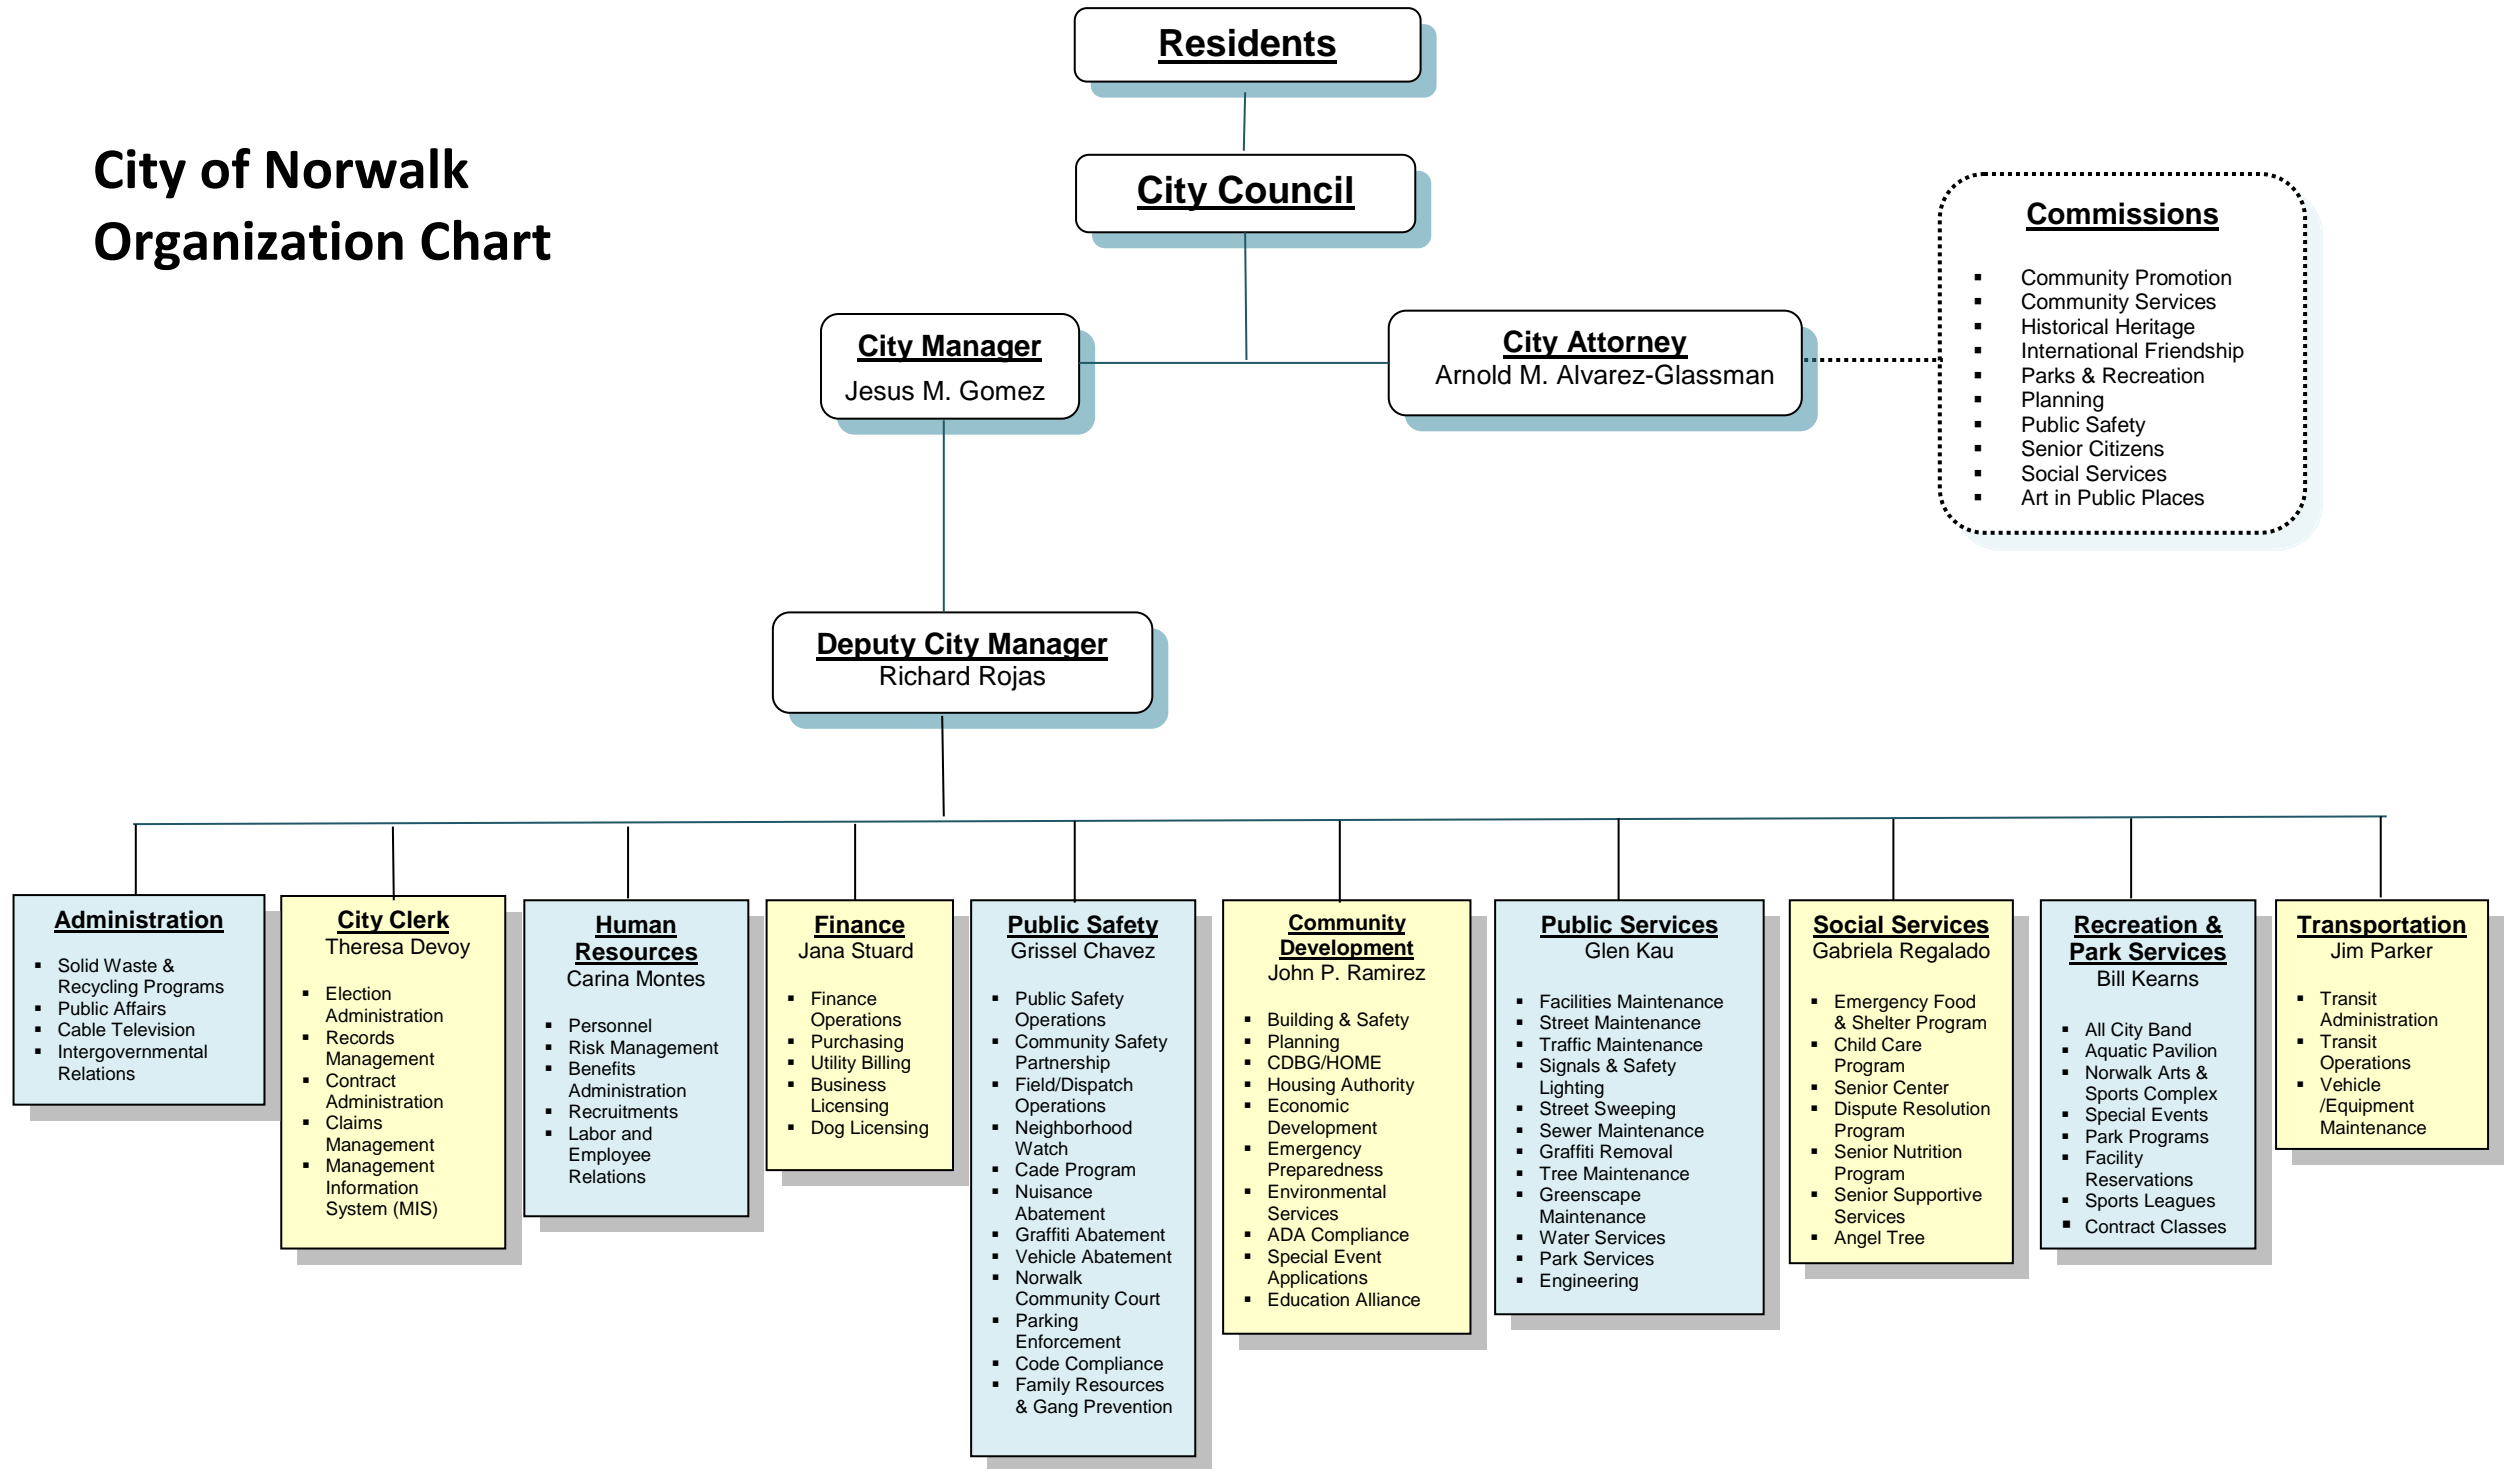 Residents
City of Norwalk
Organization Chart
City Council
Commissions
▪ Community Promotion
▪ Community Services
▪ Historical Heritage
▪ International Friendship
▪ Parks & Recreation
▪ Planning
▪ Public Safety
▪ Senior Citizens
▪ Social Services
▪ Art in Public Places
City Manager
Jesus M. Gomez
City Attorney
Arnold M. Alvarez-Glassman
Deputy City Manager
Richard Rojas
Administration
▪ Solid Waste &
Recycling Programs
▪ Public Affairs
▪ Cable Television
▪ Intergovernmental
Relations
City Clerk
Theresa Devoy
▪ Election
Administration
▪ Records
Management
▪ Contract
Administration
▪ Claims
Management
▪ Management
Information
System (MIS)
Human
Resources
Carina Montes
▪ Personnel
▪ Risk Management
▪ Benefits
Administration
▪ Recruitments
▪ Labor and
Employee
Relations
Finance
Jana Stuard
▪ Finance
Operations
▪ Purchasing
▪ Utility Billing
▪ Business
Licensing
▪ Dog Licensing
Public Safety
Grissel Chavez
▪ Public Safety
Operations
▪ Community Safety
Partnership
▪ Field/Dispatch
Operations
▪ Neighborhood
Watch
▪ Cade Program
▪ Nuisance
Abatement
▪ Graffiti Abatement
▪ Vehicle Abatement
▪ Norwalk
Community Court
▪ Parking
Enforcement
▪ Code Compliance
▪ Family Resources
& Gang Prevention
Community
Development
John P. Ramirez
▪ Building & Safety
▪ Planning
▪ CDBG/HOME
▪ Housing Authority
▪ Economic
Development
▪ Emergency
Preparedness
▪ Environmental
Services
▪ ADA Compliance
▪ Special Event
Applications
▪ Education Alliance
Public Services
Glen Kau
▪ Facilities Maintenance
▪ Street Maintenance
▪ Traffic Maintenance
▪ Signals & Safety
Lighting
▪ Street Sweeping
▪ Sewer Maintenance
▪ Graffiti Removal
▪ Tree Maintenance
▪ Greenscape
Maintenance
▪ Water Services
▪ Park Services
▪ Engineering
Social Services
Gabriela Regalado
▪ Emergency Food
& Shelter Program
▪ Child Care
Program
▪ Senior Center
▪ Dispute Resolution
Program
▪ Senior Nutrition
Program
▪ Senior Supportive
Services
▪ Angel Tree
Recreation &
Park Services
Bill Kearns
▪ All City Band
▪ Aquatic Pavilion
▪ Norwalk Arts &
Sports Complex
▪ Special Events
▪ Park Programs
▪ Facility
Reservations
▪ Sports Leagues
▪ Contract Classes
Transportation
Jim Parker
▪ Transit
Administration
▪ Transit
Operations
▪ Vehicle
/Equipment
Maintenance